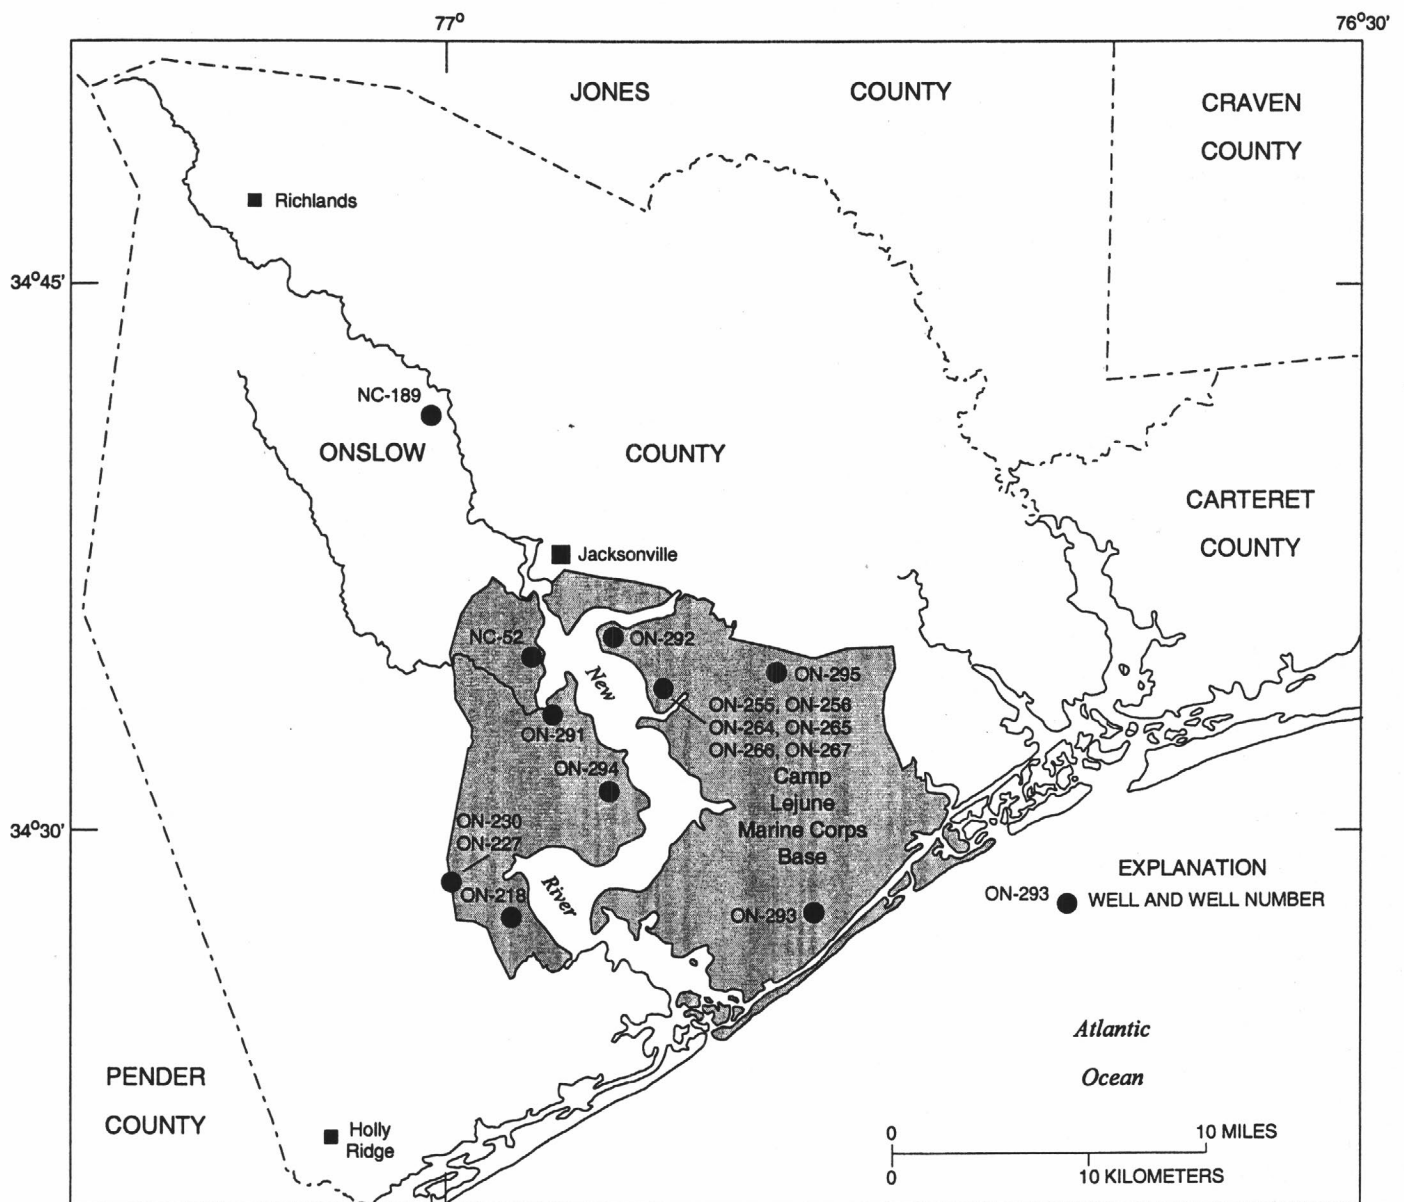 77° 76°30'
JONES COUNTY
CRAVEN
COUNTY
Richlands
34°45'
NC-189
ONSLOW COUNTY
CARTERET
COUNTY
Jacksonville
NC-52
ON-292
New
ON-295
ON-255, ON-256
ON-264, ON-265
ON-266, ON-267
ON-291
ON-294
Camp
Lejune
Marine Corps
Base
34°30'
ON-230
ON-227
ON-218
River
ON-293
EXPLANATION
ON-293 WELL AND WELL NUMBER
Atlantic
Ocean
PENDER
COUNTY
Holly
Ridge
0 10 MILES
0 10 KILOMETERS